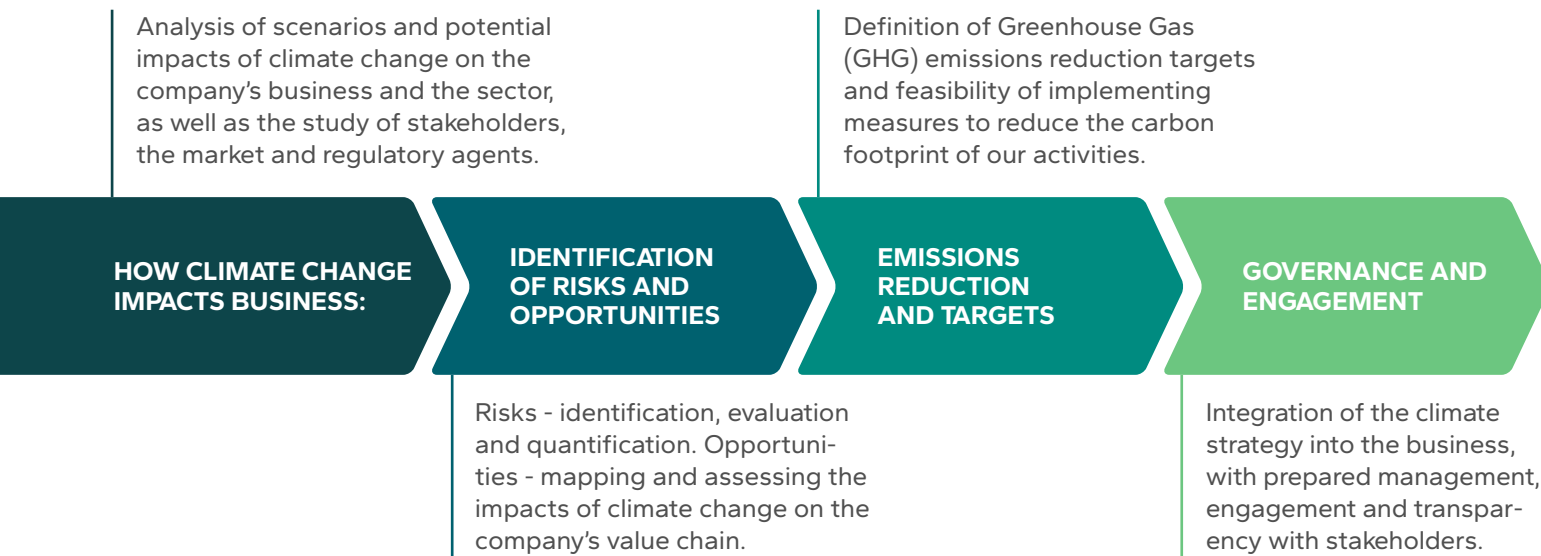 Analysis of scenarios and potential
impacts of climate change on the
company’s business and the sector,
as well as the study of stakeholders,
the market and regulatory agents.
Definition of Greenhouse Gas
(GHG) emissions reduction targets
and feasibility of implementing
measures to reduce the carbon
footprint of our activities.
HOW CLIMATE CHANGE
IMPACTS BUSINESS:
IDENTIFICATION
OF RISKS AND
OPPORTUNITIES
EMISSIONS
REDUCTION
AND TARGETS
GOVERNANCE AND
ENGAGEMENT
Risks - identification, evaluation
and quantification. Opportuni-
ties - mapping and assessing the
impacts of climate change on the
company’s value chain.
Integration of the climate
strategy into the business,
with prepared management,
engagement and transpar-
ency with stakeholders.